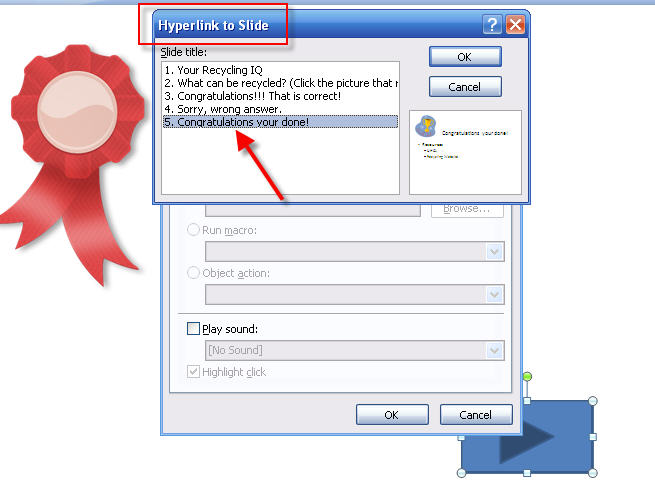 Hyperlink to Slide
Slide title:
1. Your Recycling IQ
2. What can be recycled? (Click the picture that r
3. Congratulations!!! That is correct!
4. Sorry, wrong answer.
5. Congratulations your done!
OK
Cancel
Congratulations your done!
Resources
Browse...
Run macro:
Object action:
Play sound:
[No Sound]
Highlight click
OK
Cancel